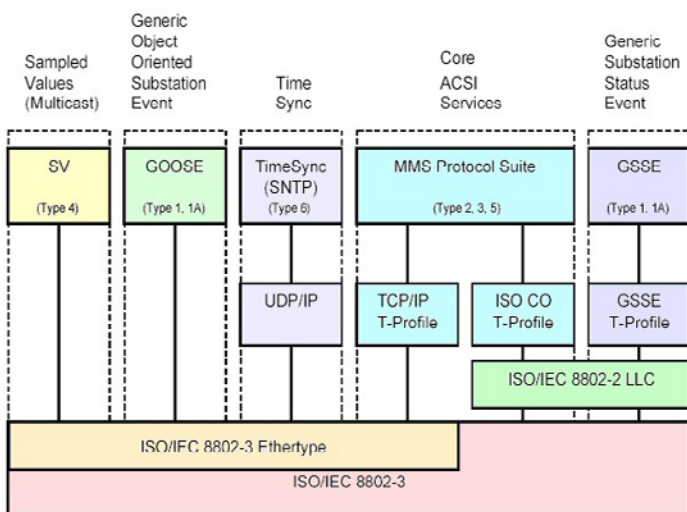 Sampled
Values
(Multicast)
Generic
Object
Oriented
Substation
Event
Time
Sync
Core
ACSI
Services
Generic
Substation
Status
Event
SV
(Type 4)
GOOSE
(Type 1, 1A)
TimeSync
(SNTP)
(Type 6)
MMS Protocol Suite
(Type 2, 3, 5)
GSSE
(Type 1. 1A)
UDP/IP
TCP/IP
T-Profile
ISO CO
T-Profile
GSSE
T-Profile
ISO/IEC 8802-2 LLC
ISO/IEC 8802-3 Ethertype
ISO/IEC 8802-3